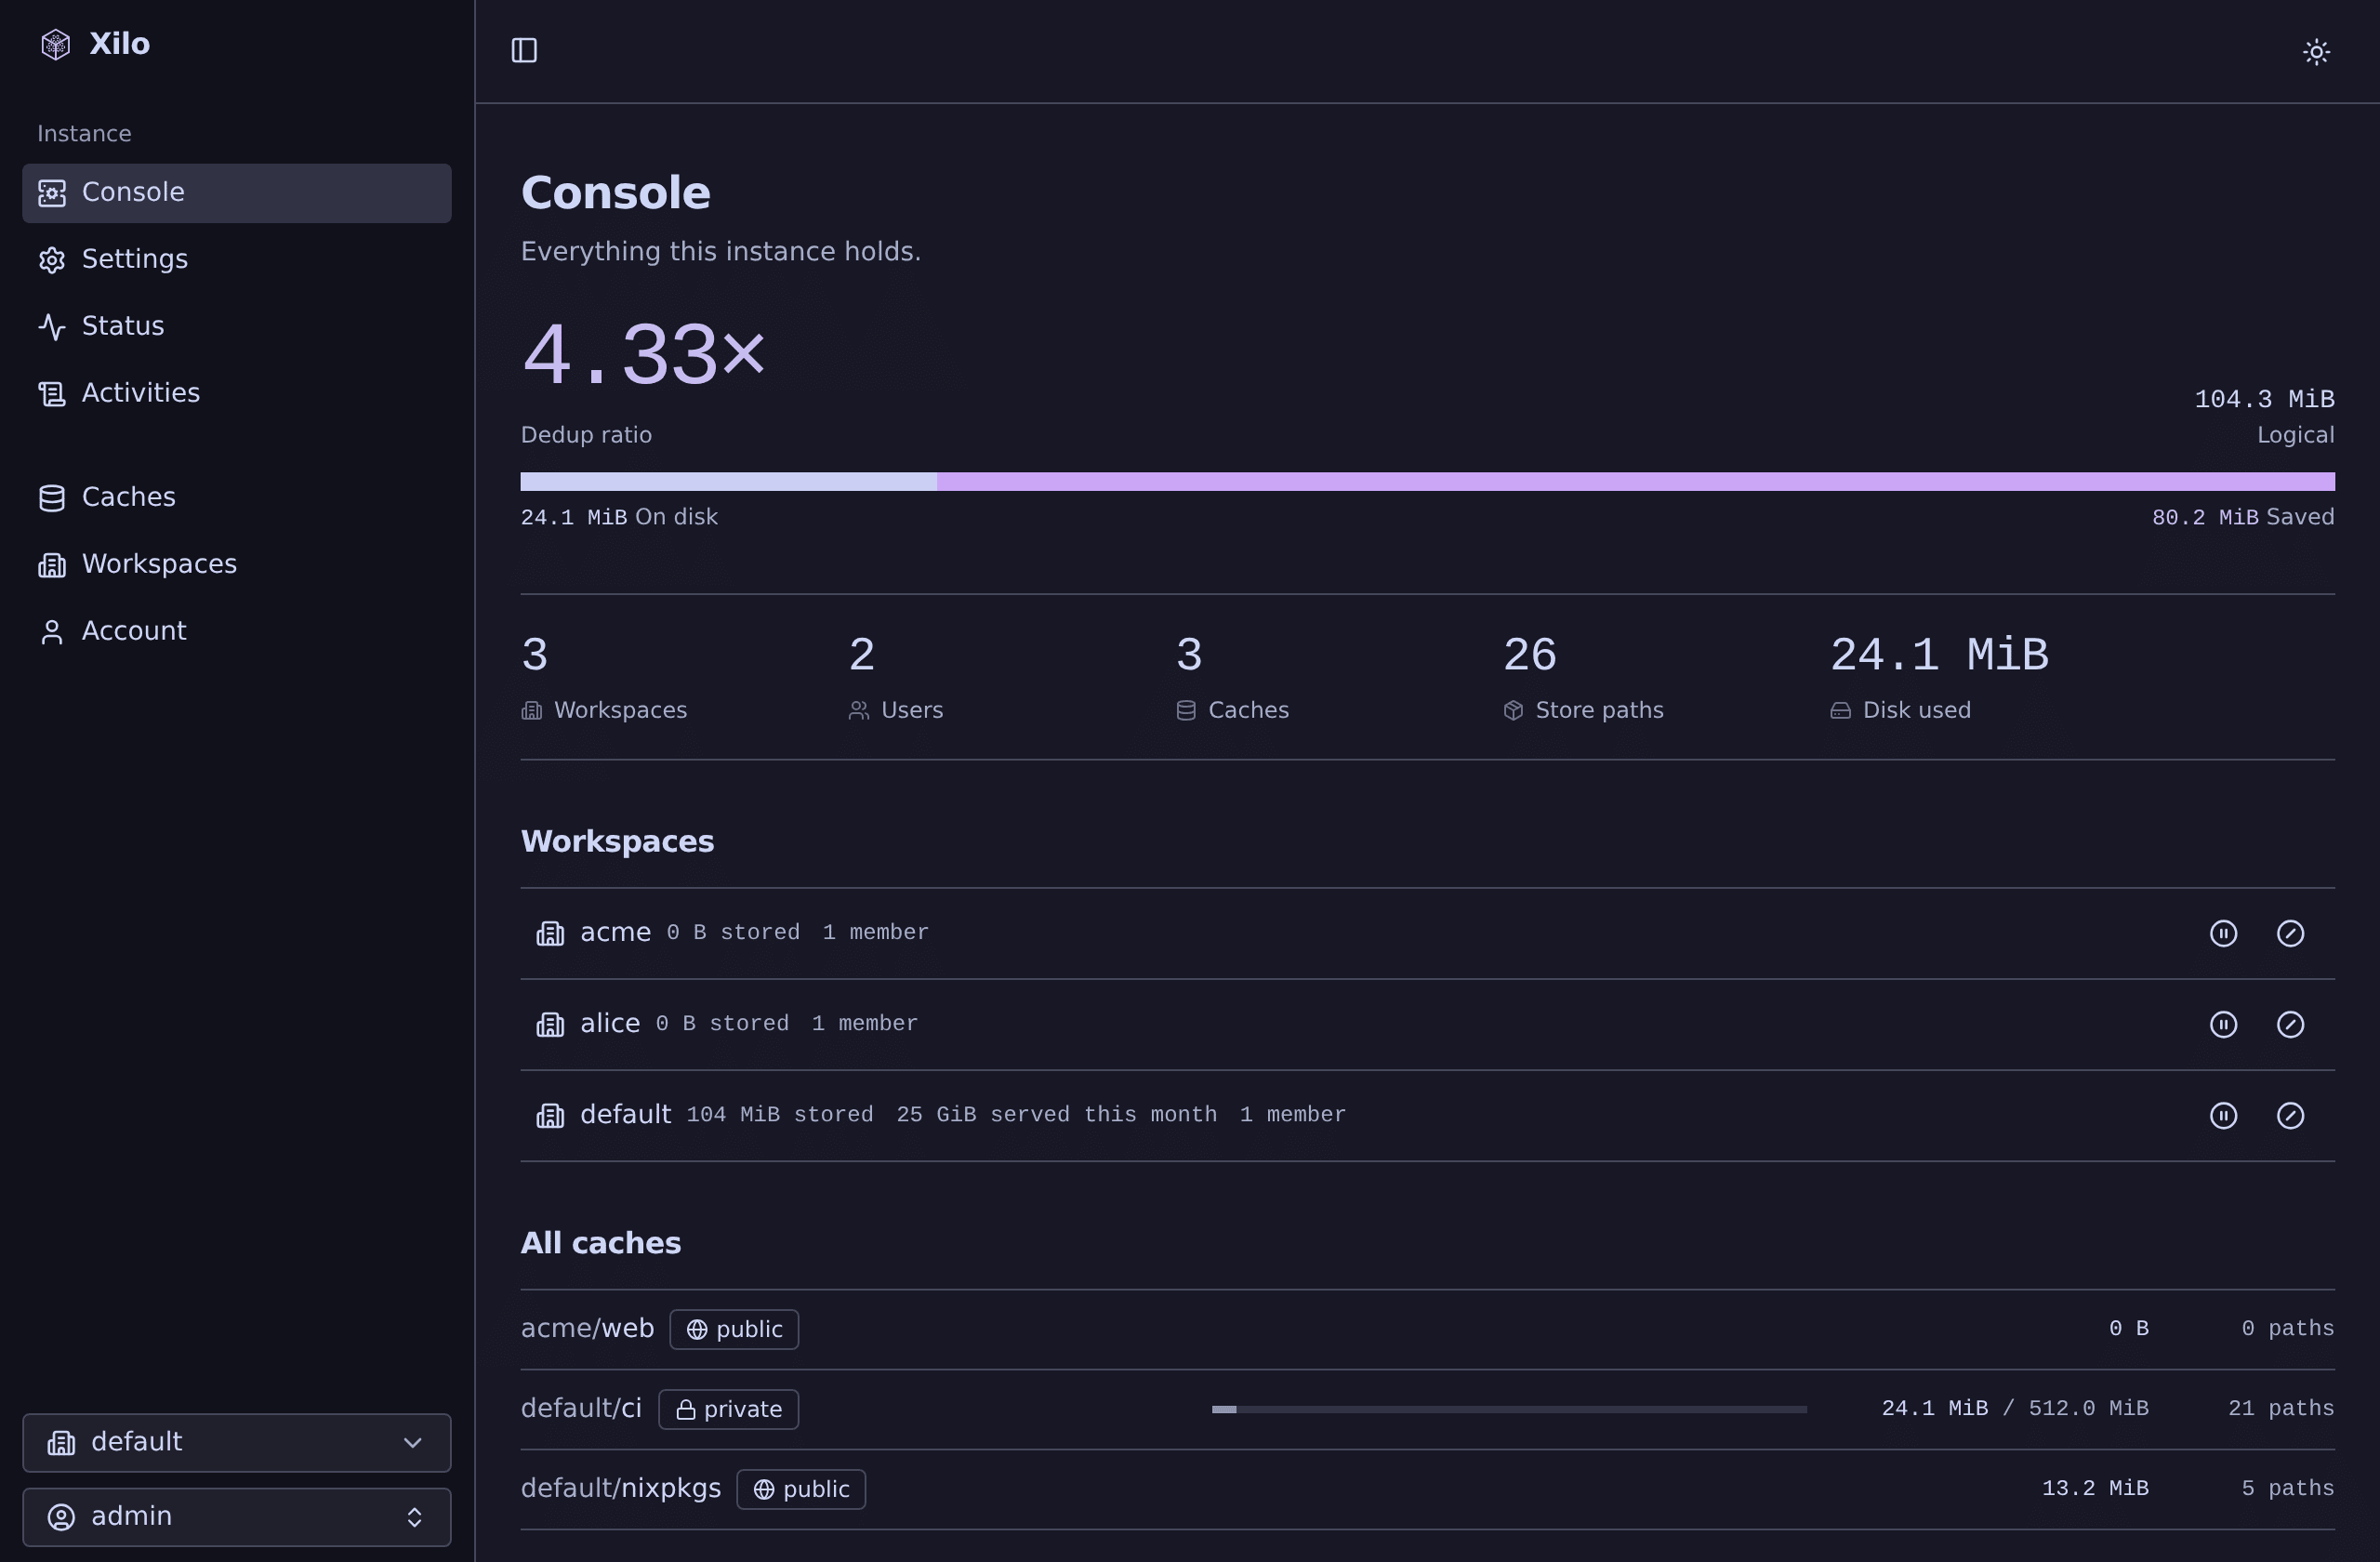 Xilo
Instance
Console
Settings
Status
Activities
Caches
Workspaces
Account
default
admin
Console
Everything this instance holds.
4.33×
Dedup ratio
104.3 MiB
Logical
24.1 MiB On disk
80.2 MiB Saved
3
Workspaces
2
Users
3
Caches
26
Store paths
24.1 MiB
Disk used
Workspaces
acme 0 B stored 1 member
alice 0 B stored 1 member
default 104 MiB stored 25 GiB served this month 1 member
All caches
acme/web public 0 B 0 paths
default/ci private 24.1 MiB / 512.0 MiB 21 paths
default/nixpkgs public 13.2 MiB 5 paths